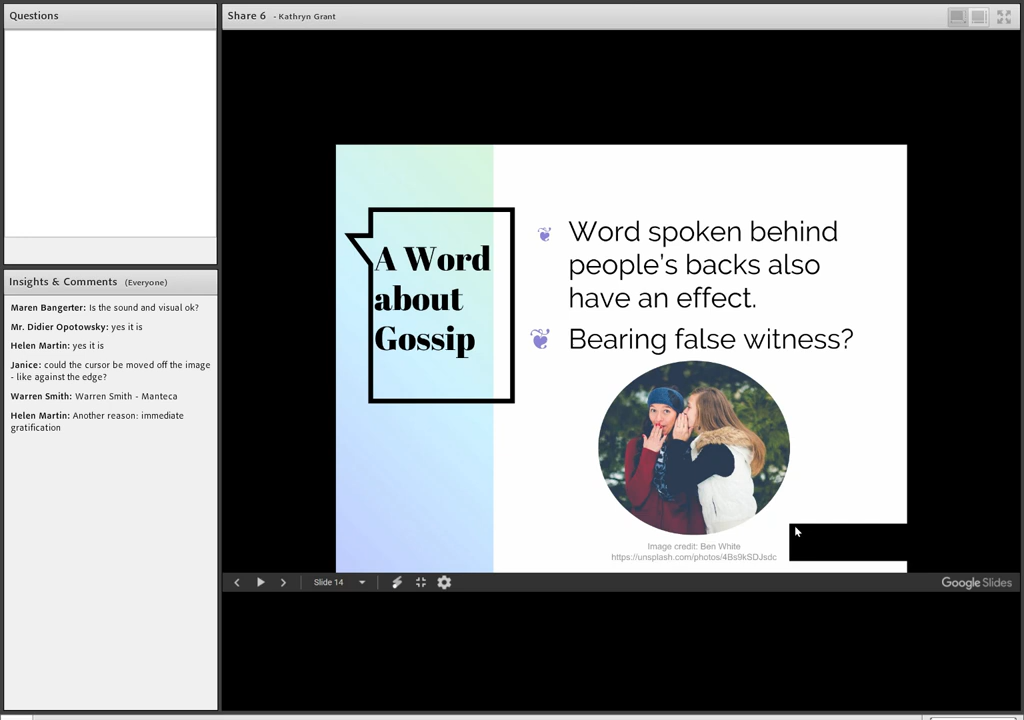 Questions
Share 6 - Kathryn Grant
Insights & Comments (Everyone)
Maren Bangerter: Is the sound and visual ok?
Mr. Didier Opotowsky: yes it is
Helen Martin: yes it is
Janice: could the cursor be moved off the image
- like against the edge?
Warren Smith: Warren Smith - Manteca
Helen Martin: Another reason: immediate
gratification
A Word
about
Gossip
Word spoken behind
people's backs also
have an effect.
Bearing false witness?
Image credit: Ben White
https://unsplash.com/photos/4Bs9kSDJsdc
Slide 14
Google Slides